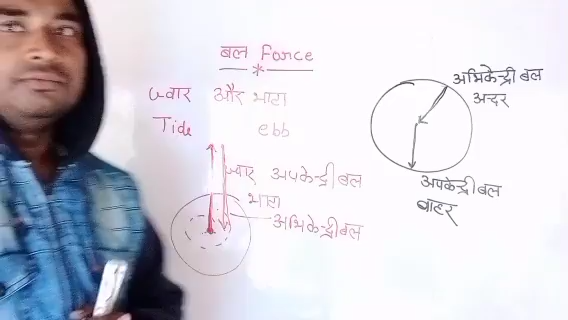 बल Force
ज्वार और भाटा
Tide ebb
ज्वार अपकेन्द्री बल
भाटा
अभिकेन्द्री बल
अभिकेन्द्री बल
अन्दर
अपकेन्द्री बल
बाहर